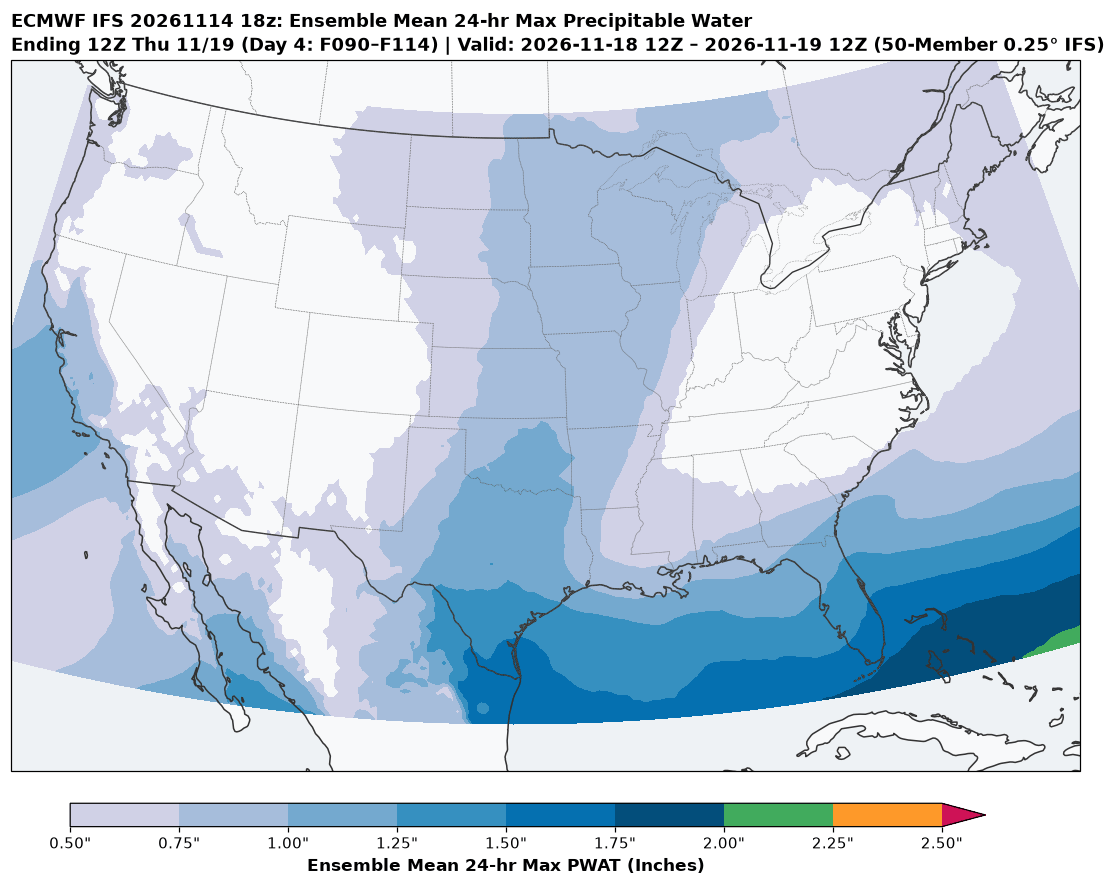 ECMWF IFS 20261114 18z: Ensemble Mean 24-hr Max Precipitable Water
Ending 12Z Thu 11/19 (Day 4: F090–F114) | Valid: 2026-11-18 12Z – 2026-11-19 12Z (50-Member 0.25° IFS)
0.50" 0.75" 1.00" 1.25" 1.50" 1.75" 2.00" 2.25" 2.50"
Ensemble Mean 24-hr Max PWAT (Inches)